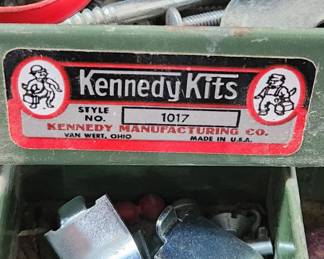 Kennedy Kits
STYLE
NO. 1017
KENNEDY MANUFACTURING CO.
VAN WERT, OHIO MADE IN U.S.A.